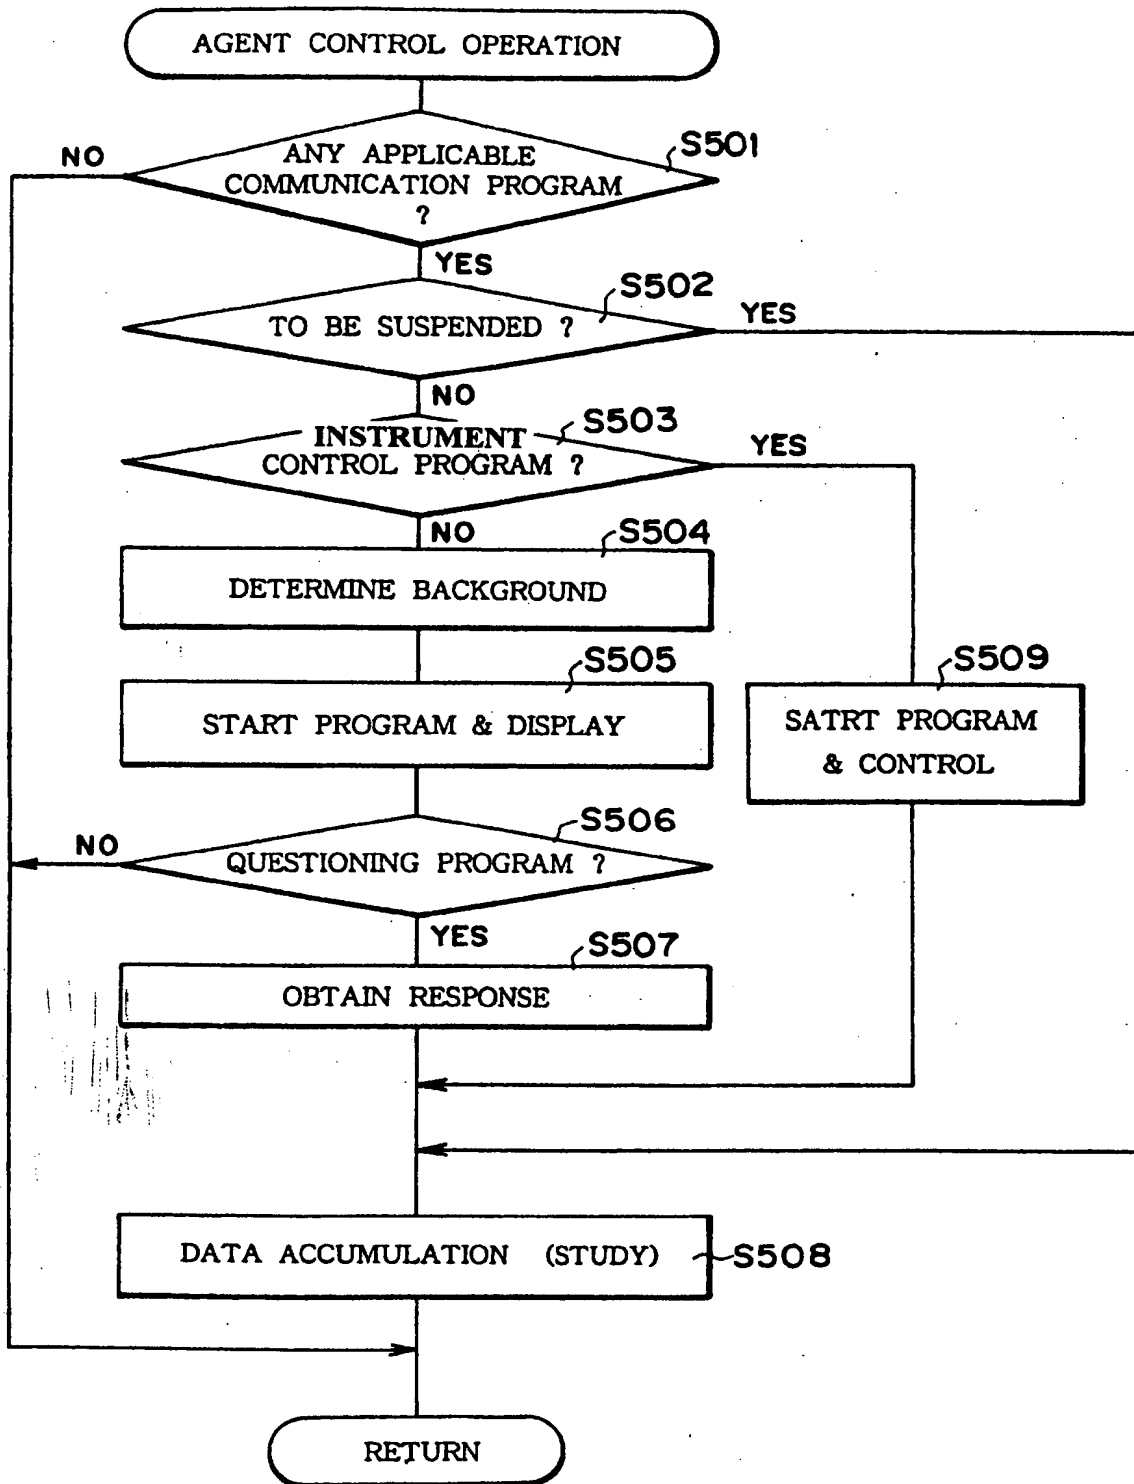 AGENT CONTROL OPERATION
NO
ANY APPLICABLE
COMMUNICATION PROGRAM
?
S501
YES
S502
TO BE SUSPENDED ?
YES
NO
S503
INSTRUMENT
CONTROL PROGRAM ?
YES
NO
S504
DETERMINE BACKGROUND
S505
START PROGRAM & DISPLAY
S509
SATRT PROGRAM
& CONTROL
S506
NO
QUESTIONING PROGRAM ?
YES
S507
OBTAIN RESPONSE
DATA ACCUMULATION (STUDY)
S508
RETURN